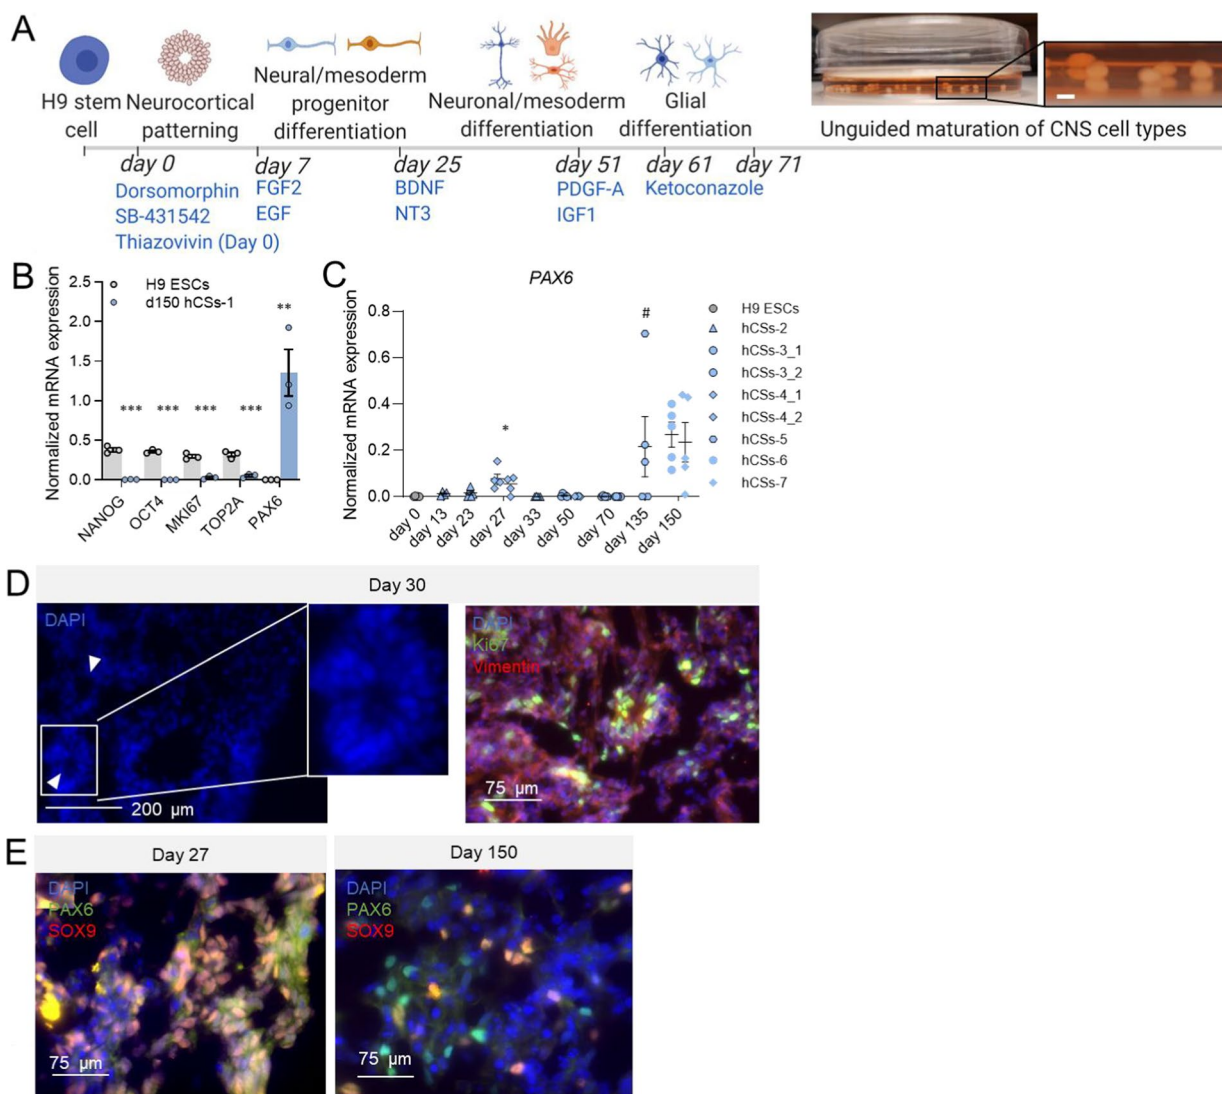 A
H9 stem
cell
Neurocortical
patterning
Neural/mesoderm
progenitor
differentiation
Neuronal/mesoderm
differentiation
Glial
differentiation
Unguided maturation of CNS cell types
day 0
day 7
day 25
day 51
day 61
day 71
Dorsomorphin
SB-431542
Thiazovivin (Day 0)
FGF2
EGF
BDNF
NT3
PDGF-A
IGF1
Ketoconazole
B
Normalized mRNA expression
2.5
2.0
1.5
1.0
0.5
0.0
H9 ESCs
d150 hCSs-1
***
***
***
***
**
NANOG
OCT4
MKI67
TOP2A
PAX6
C
PAX6
Normalized mRNA expression
0.8
0.6
0.4
0.2
0.0
*
#
day 0
day 13
day 23
day 27
day 33
day 50
day 70
day 135
day 150
H9 ESCs
hCSs-2
hCSs-3_1
hCSs-3_2
hCSs-4_1
hCSs-4_2
hCSs-5
hCSs-6
hCSs-7
D
Day 30
DAPI
200 µm
DAPI
Ki67
Vimentin
75 µm
E
Day 27
DAPI
PAX6
SOX9
75 µm
Day 150
DAPI
PAX6
SOX9
75 µm